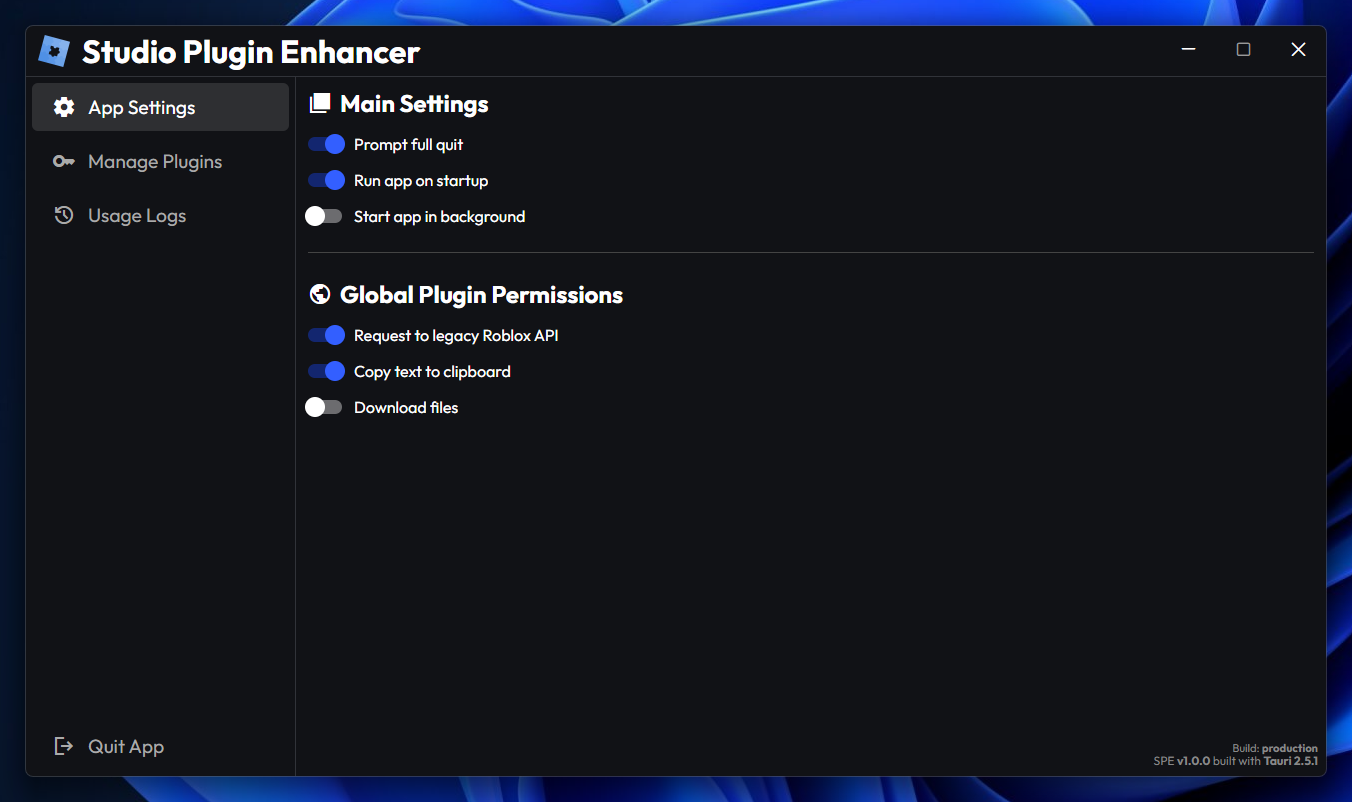 Studio Plugin Enhancer
App Settings
Manage Plugins
Usage Logs
Quit App
Main Settings
Prompt full quit
Run app on startup
Start app in background
Global Plugin Permissions
Request to legacy Roblox API
Copy text to clipboard
Download files
Build: production
SPE v1.0.0 built with Tauri 2.5.1